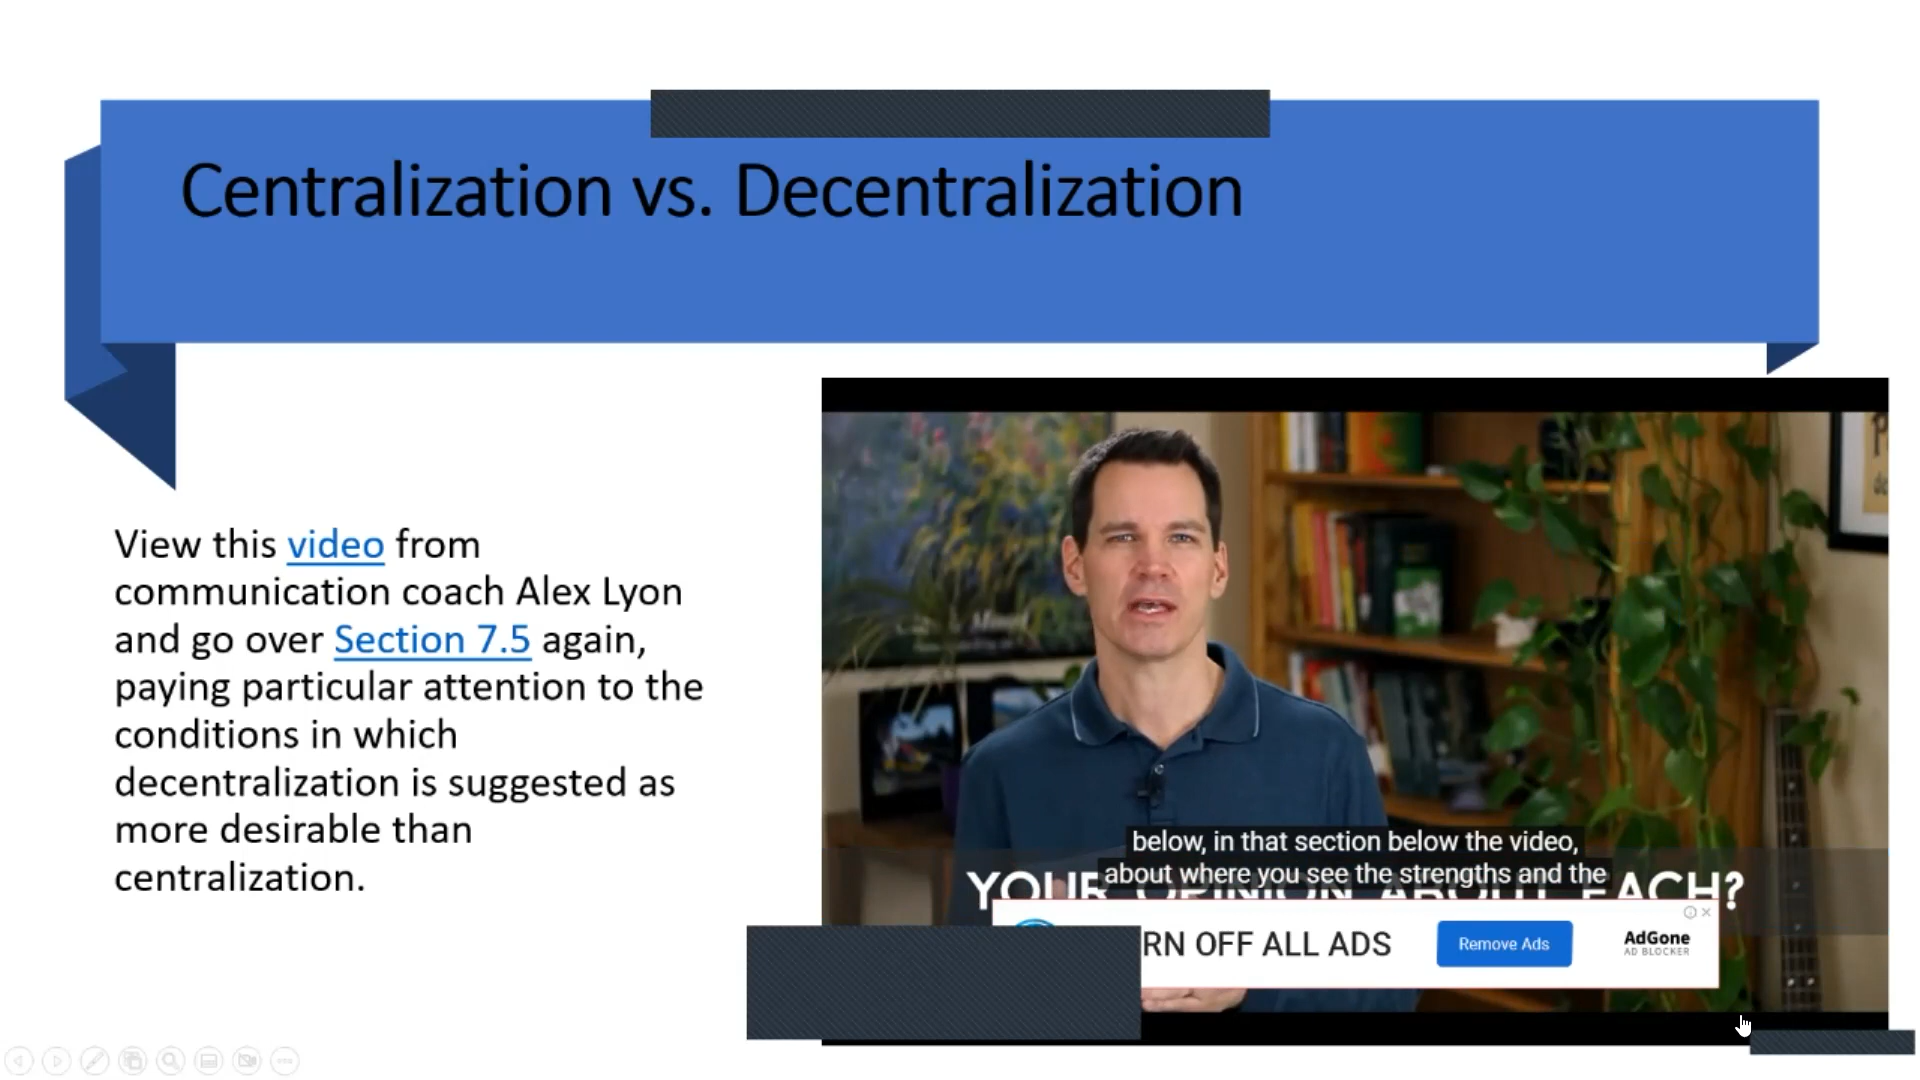 Centralization vs. Decentralization
View this video from
communication coach Alex Lyon
and go over Section 7.5 again,
paying particular attention to the
conditions in which
decentralization is suggested as
more desirable than
centralization.
below, in that section below the video,
about where you see the strengths and the
YOUR OPINION ABOUT EACH?
RN OFF ALL ADS
Remove Ads
AdGone
AD BLOCKER